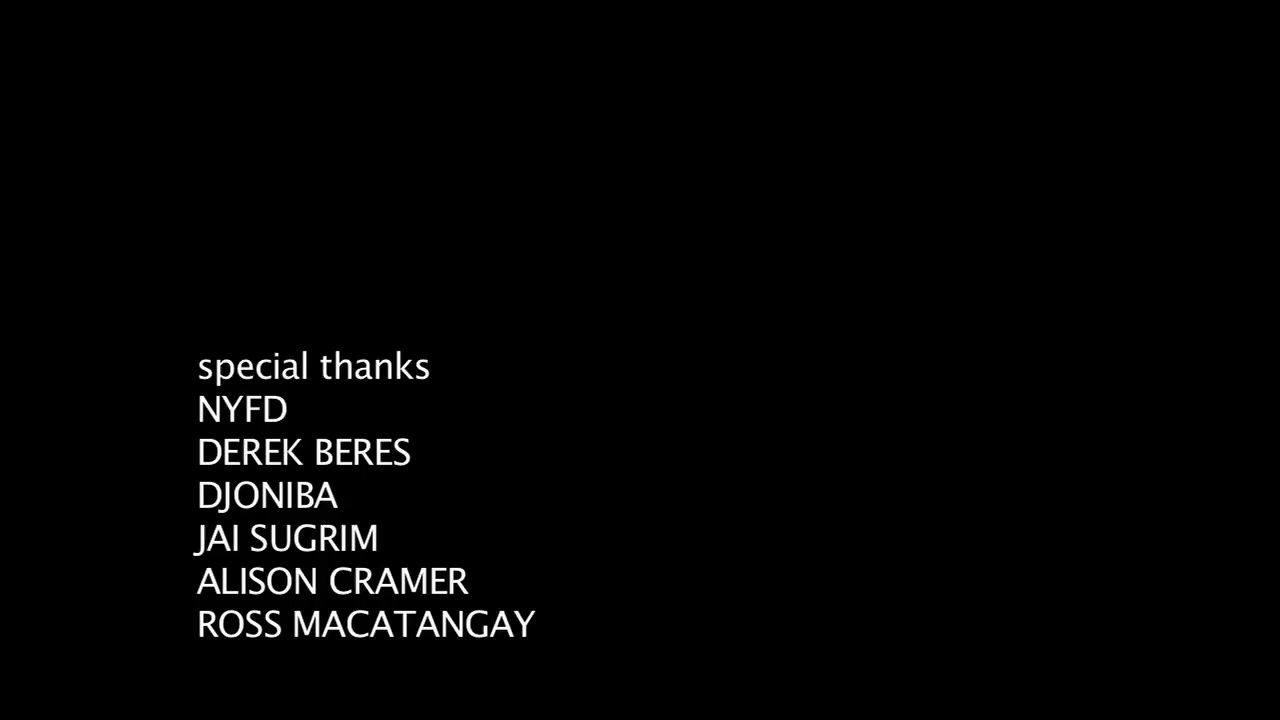 special thanks
NYFD
DEREK BERES
DJONIBA
JAI SUGRIM
ALISON CRAMER
ROSS MACATANGAY